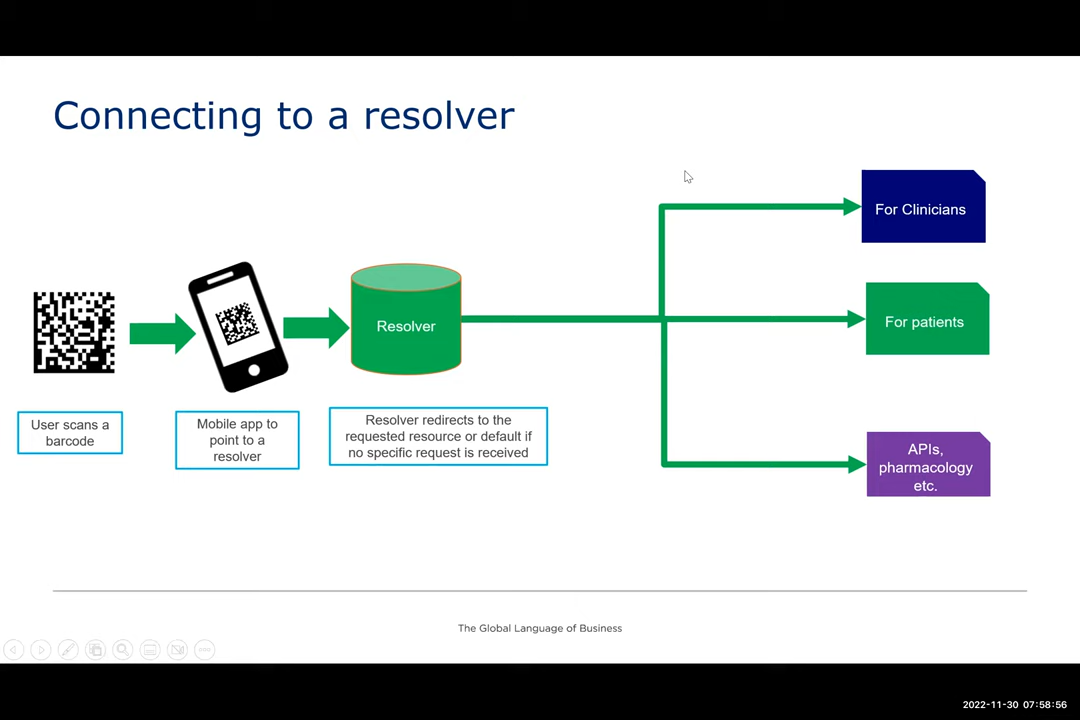 Connecting to a resolver
For Clinicians
For patients
Resolver
User scans a
barcode
Mobile app to
point to a
resolver
Resolver redirects to the
requested resource or default if
no specific request is received
APIs,
pharmacology
etc.
The Global Language of Business
2022-11-30 07:58:56